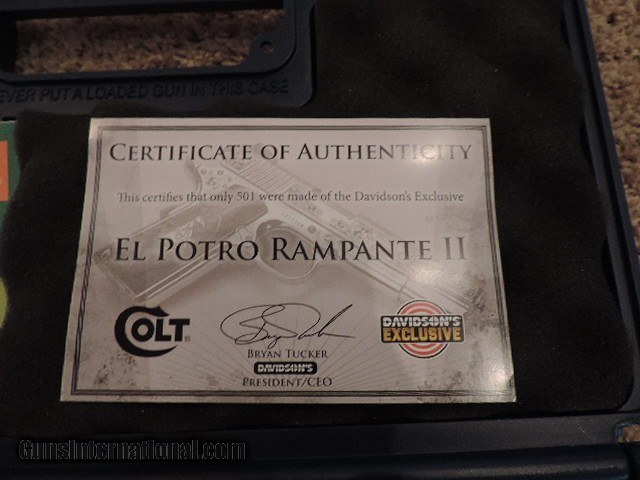 EVER PUT A LOADED GUN IN THIS CASE
CERTIFICATE OF AUTHENTICITY
This certifies that only 501 were made of the Davidson's Exclusive
EL POTRO RAMPANTE II
COLT
BRYAN TUCKER
DAVIDSON'S
PRESIDENT/CEO
DAVIDSON'S
EXCLUSIVE
GunsInternational.com